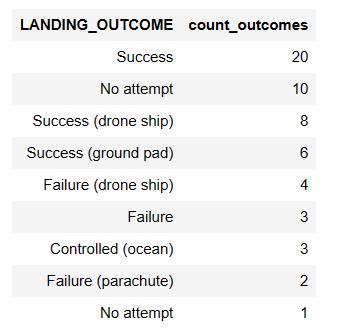 LANDING_OUTCOME count_outcomes
Success 20
No attempt 10
Success (drone ship) 8
Success (ground pad) 6
Failure (drone ship) 4
Failure 3
Controlled (ocean) 3
Failure (parachute) 2
No attempt 1